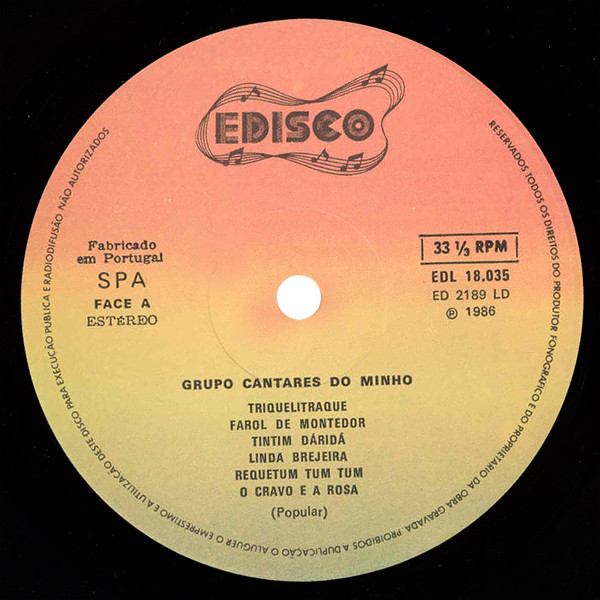 EDISCO
RESERVADOS TODOS OS DIREITOS DO PRODUTOR FONOGRÁFICO E DO PROPRIETÁRIO DA OBRA GRAVADA. PROIBIDOS A DUPLICAÇÃO O ALUGUER O EMPRESTIMO E A UTILIZAÇÃO DESTE DISCO PARA EXECUÇÃO PUBLICA E RADIODIFUSÃO NÃO AUTORIZADOS
Fabricado
em Portugal
SPA
FACE A
ESTÉREO
33 1/3 RPM
EDL 18.035
ED 2189 LD
℗ 1986
GRUPO CANTARES DO MINHO
TRIQUELITRAQUE
FAROL DE MONTEDOR
TINTIM DÁRIDÁ
LINDA BREJEIRA
REQUETUM TUM TUM
O CRAVO E A ROSA
(Popular)